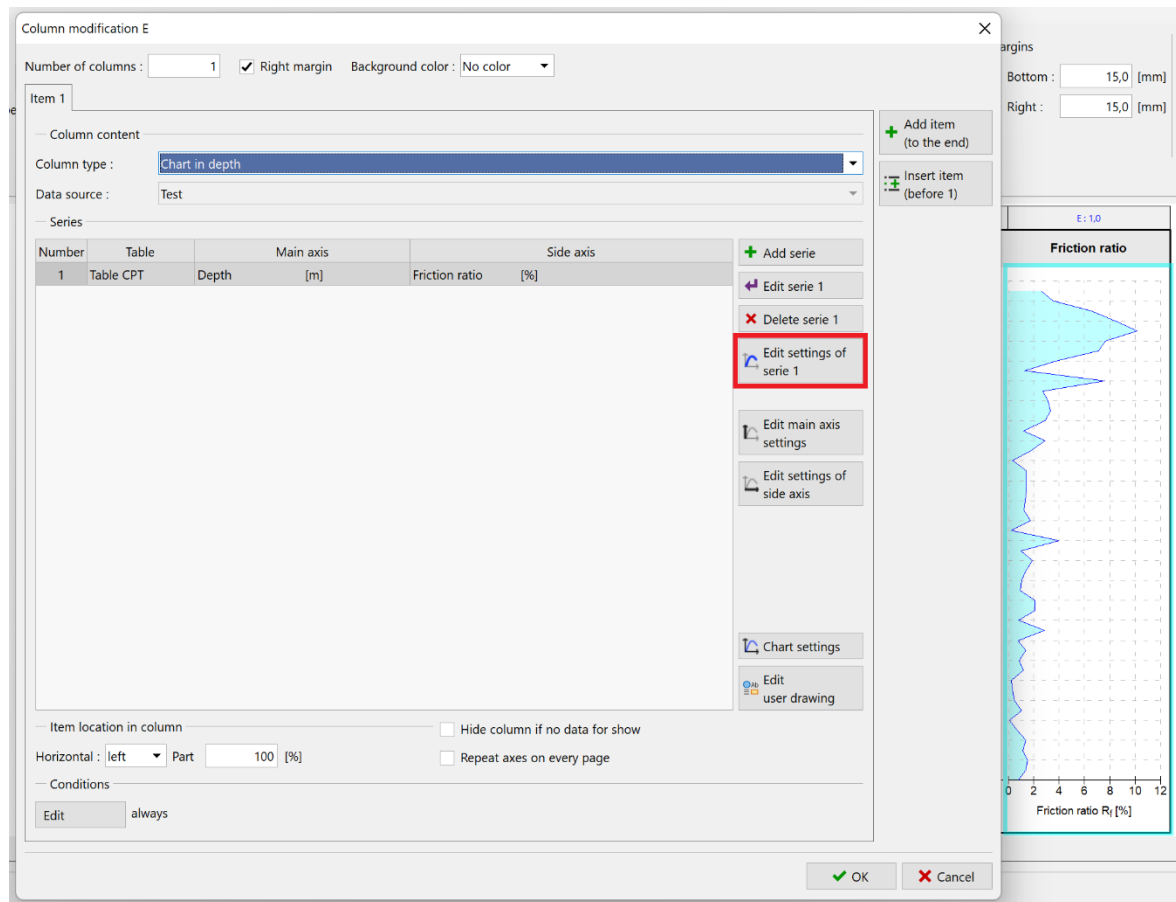 Column modification E
Number of columns : 1 Right margin Background color : No color
Item 1
Column content
Column type : Chart in depth
Data source : Test
Series
Number Table Main axis Side axis
1 Table CPT Depth [m] Friction ratio [%]
Add serie
Edit serie 1
Delete serie 1
Edit settings of
serie 1
Edit main axis
settings
Edit settings of
side axis
Chart settings
Edit
user drawing
Item location in column
Horizontal : left Part 100 [%]
Hide column if no data for show
Repeat axes on every page
Conditions
Edit always
Add item
(to the end)
Insert item
(before 1)
OK Cancel
Bottom : 15,0 [mm]
Right : 15,0 [mm]
E : 1,0
Friction ratio
0 2 4 6 8 10 12
Friction ratio Rf [%]